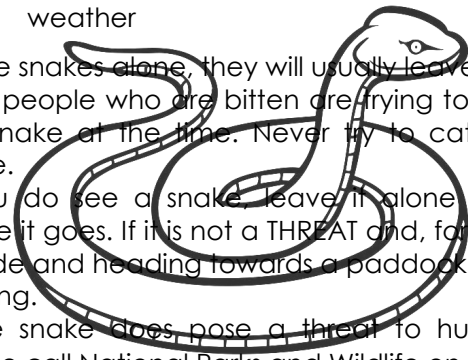 weather
e snakes alone, they will usually leave
people who are bitten are trying to
nake at the time. Never try to cat
e.
u do see a snake, leave it alone
e it goes. If it is not a THREAT and, for
de and heading towards a paddock
ng.
e snake does pose a threat to hu
call National Parks and Wildlife on